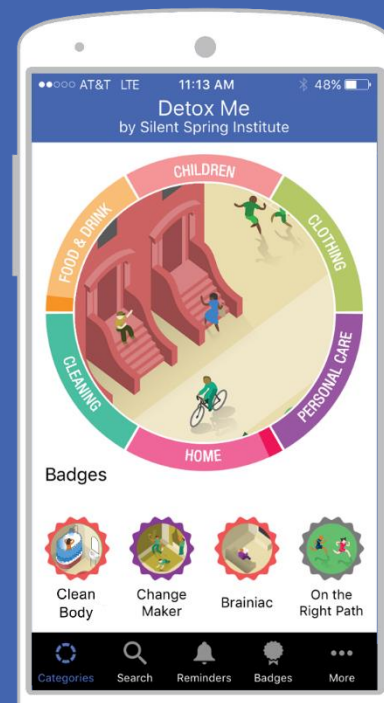 AT&T LTE 11:13 AM 48%
Detox Me
by Silent Spring Institute
CHILDREN
FOOD & DRINK
CLOTHING
CLEANING
PERSONAL CARE
HOME
Badges
Clean Body
Change Maker
Brainiac
On the Right Path
Categories Search Reminders Badges More